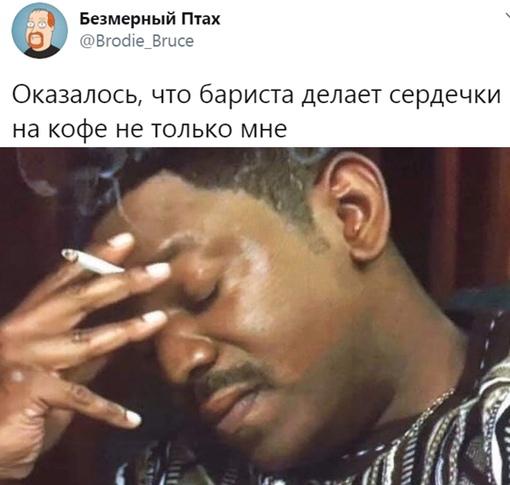 Безмерный Птах
@Brodie_Bruce
Оказалось, что бариста делает сердечки
на кофе не только мне